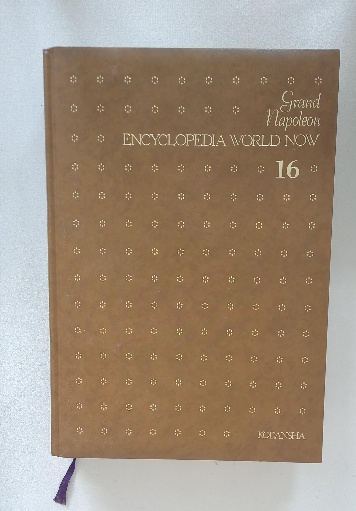 Grand
Napoleon
ENCYCLOPEDIA WORLD NOW
16
KODANSHA